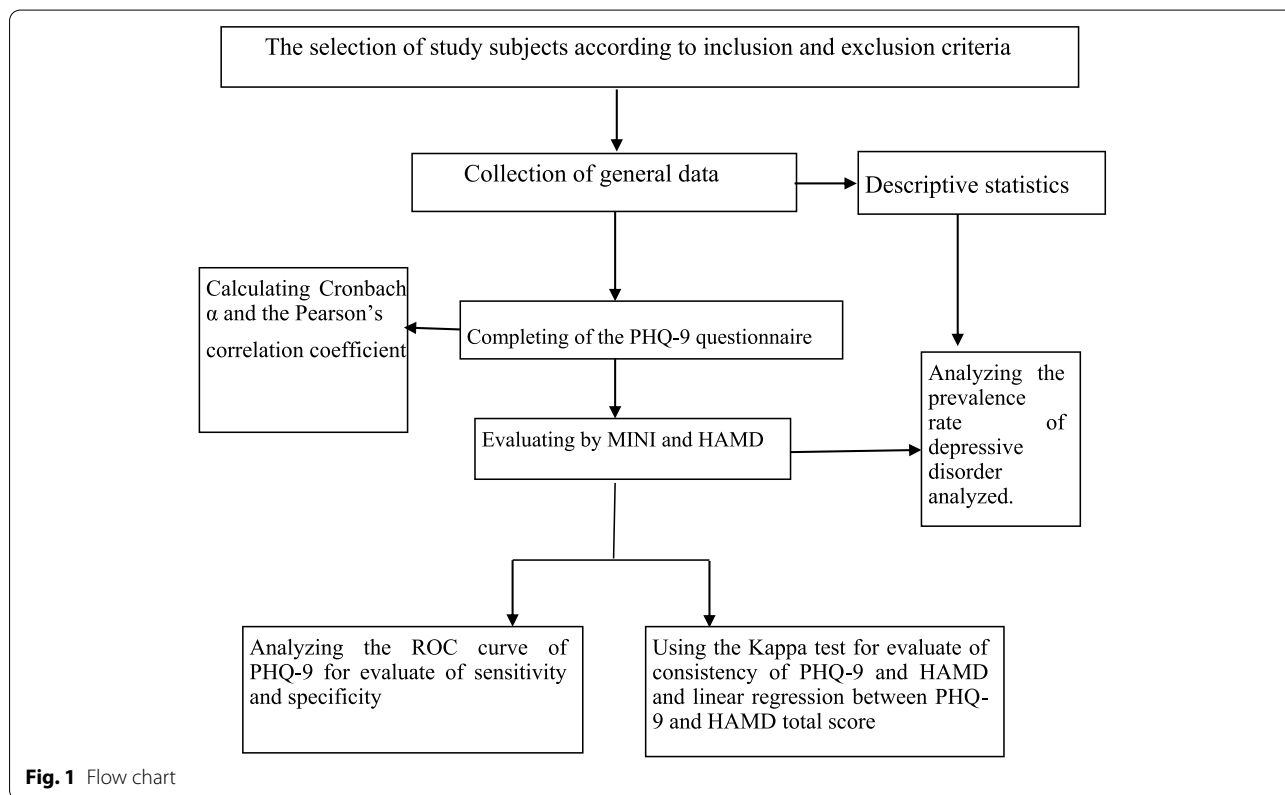 The selection of study subjects according to inclusion and exclusion criteria
Collection of general data
Descriptive statistics
Calculating Cronbach
α and the Pearson’s
correlation coefficient
Completing of the PHQ-9 questionnaire
Analyzing the
prevalence
rate of
depressive
disorder
analyzed.
Evaluating by MINI and HAMD
Analyzing the ROC curve of
PHQ-9 for evaluate of sensitivity
and specificity
Using the Kappa test for evaluate of
consistency of PHQ-9 and HAMD
and linear regression between PHQ-
9 and HAMD total score
Fig. 1 Flow chart